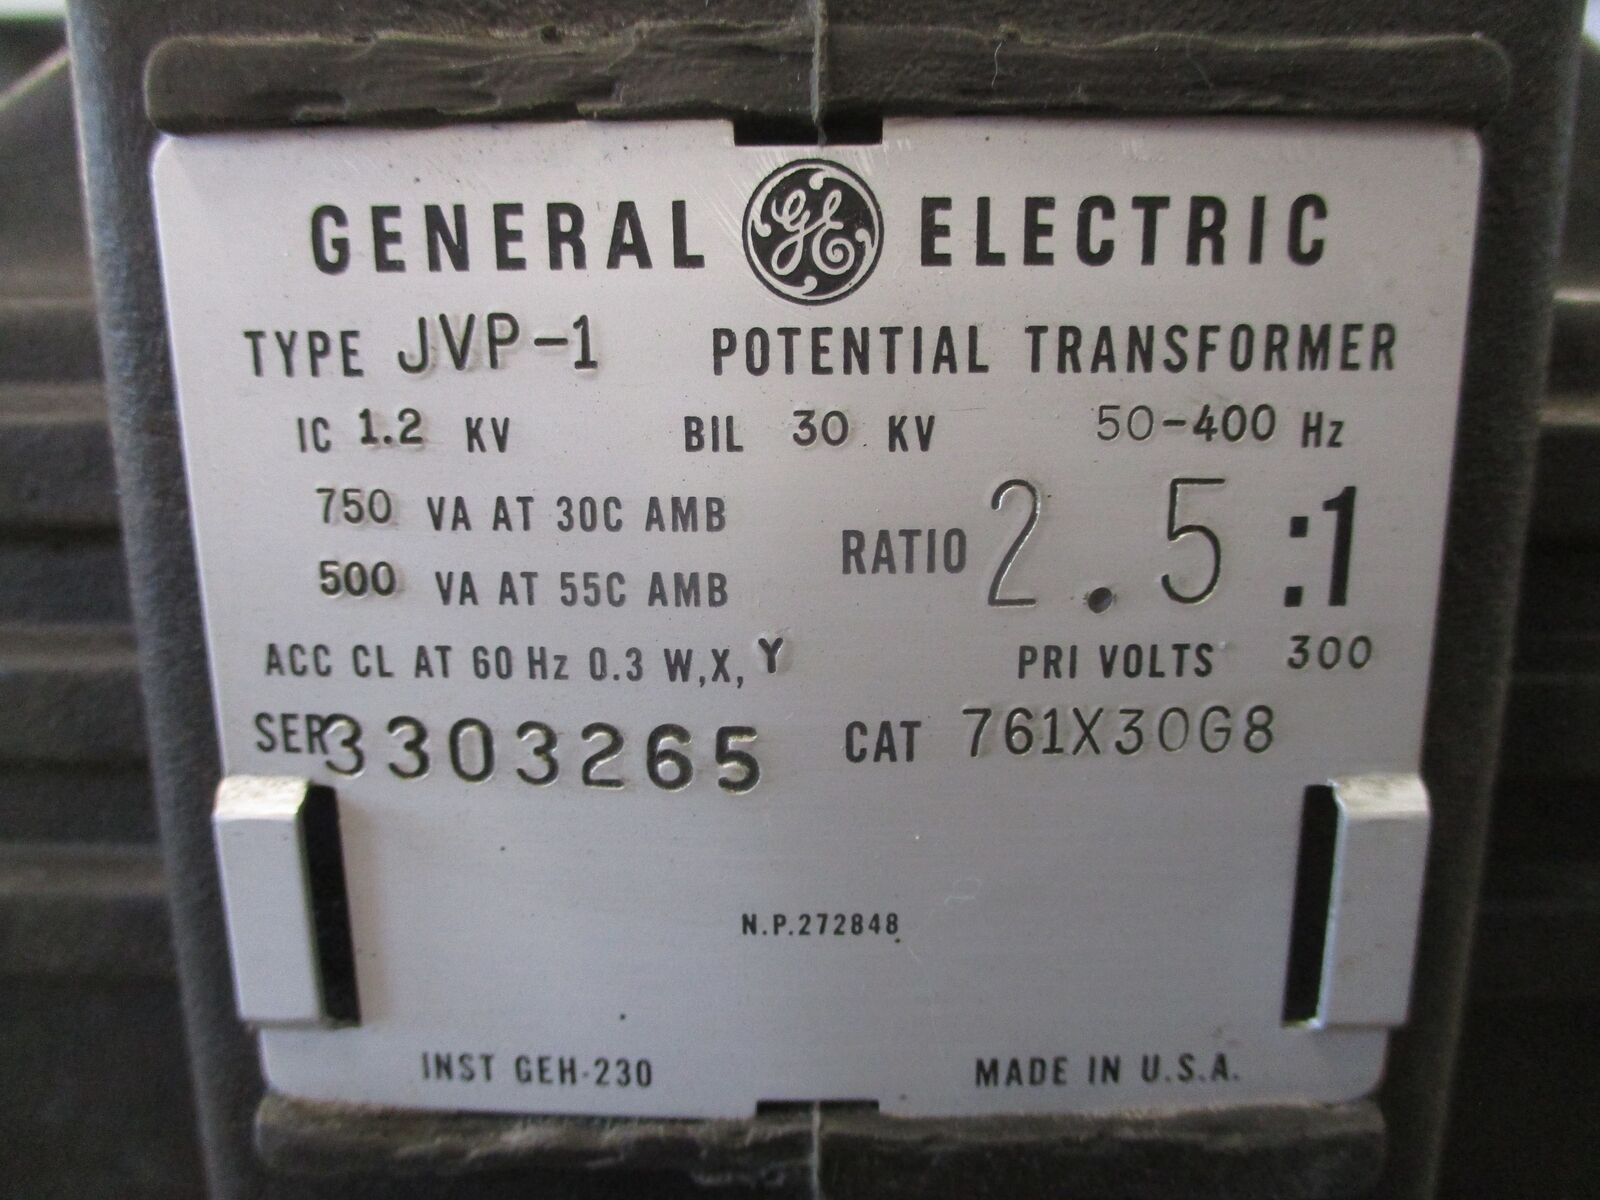 GENERAL GE ELECTRIC
TYPE JVP-1 POTENTIAL TRANSFORMER
IC 1.2 KV BIL 30 KV 50-400 Hz
750 VA AT 30C AMB
RATIO 2.5:1
500 VA AT 55C AMB
ACC CL AT 60 Hz 0.3 W,X,Y PRI VOLTS 300
SER 3303265 CAT 761X30G8
N.P.272848
INST GEH-230 MADE IN U.S.A.